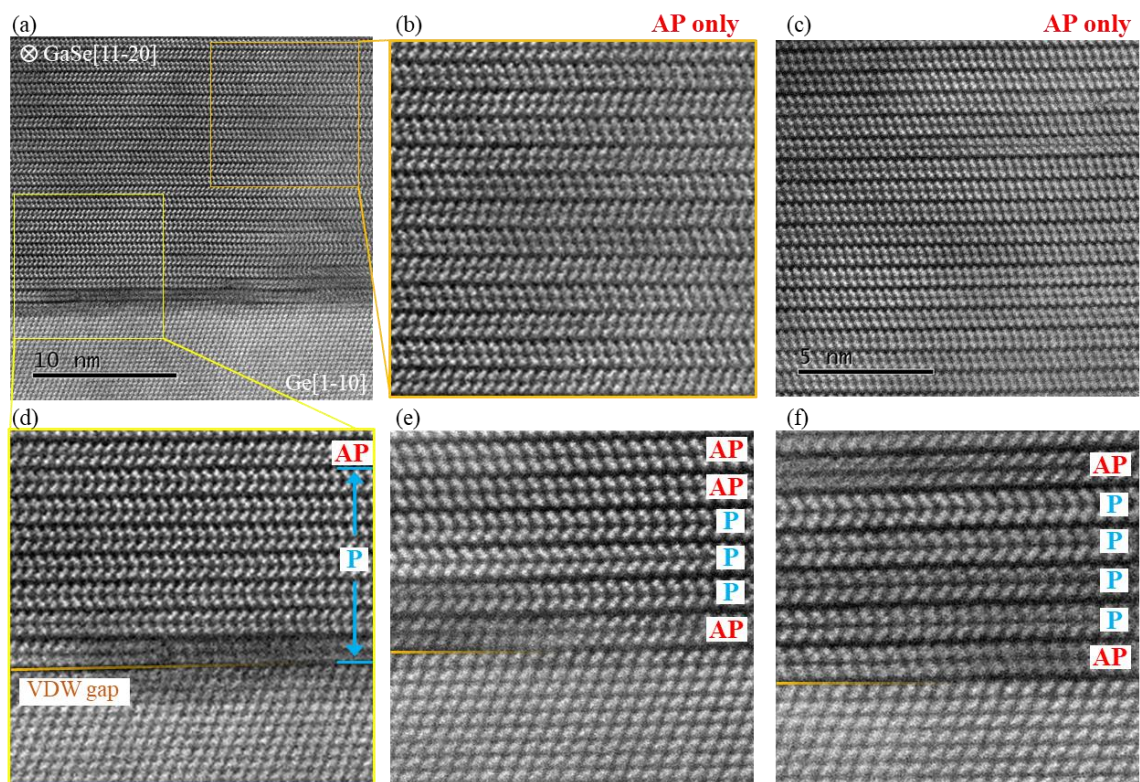 (a)
⊗ GaSe[11-20]
10 nm
Ge[1-10]
(b)
AP only
(c)
AP only
5 nm
(d)
AP
P
VDW gap
(e)
AP
AP
P
P
P
AP
(f)
AP
P
P
P
P
AP